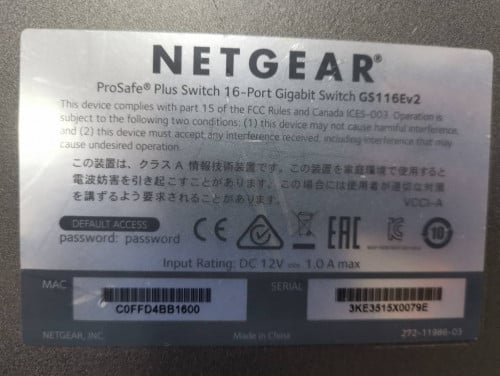 NETGEAR®
ProSafe® Plus Switch 16-Port Gigabit Switch GS116Ev2
This device complies with part 15 of the FCC Rules and Canada ICES-003. Operation is
subject to the following two conditions: (1) this device may not cause harmful interference,
and (2) this device must accept any interference received, including interference that may
cause undesired operation.
この装置は、クラス A 情報技術装置です。この装置を家庭環境で使用すると
電波妨害を引き起こすことがあります。この場合には使用者が適切な対策
を講ずるよう要求されることがあります。
VCCI-A
DEFAULT ACCESS
password: password
CE EAC 10
Input Rating: DC 12V ⎓ 1.0 A max
MAC
C0FFD4BB1600
SERIAL
3KE3515X0079E
NETGEAR, INC.
Made in China
272-11986-03